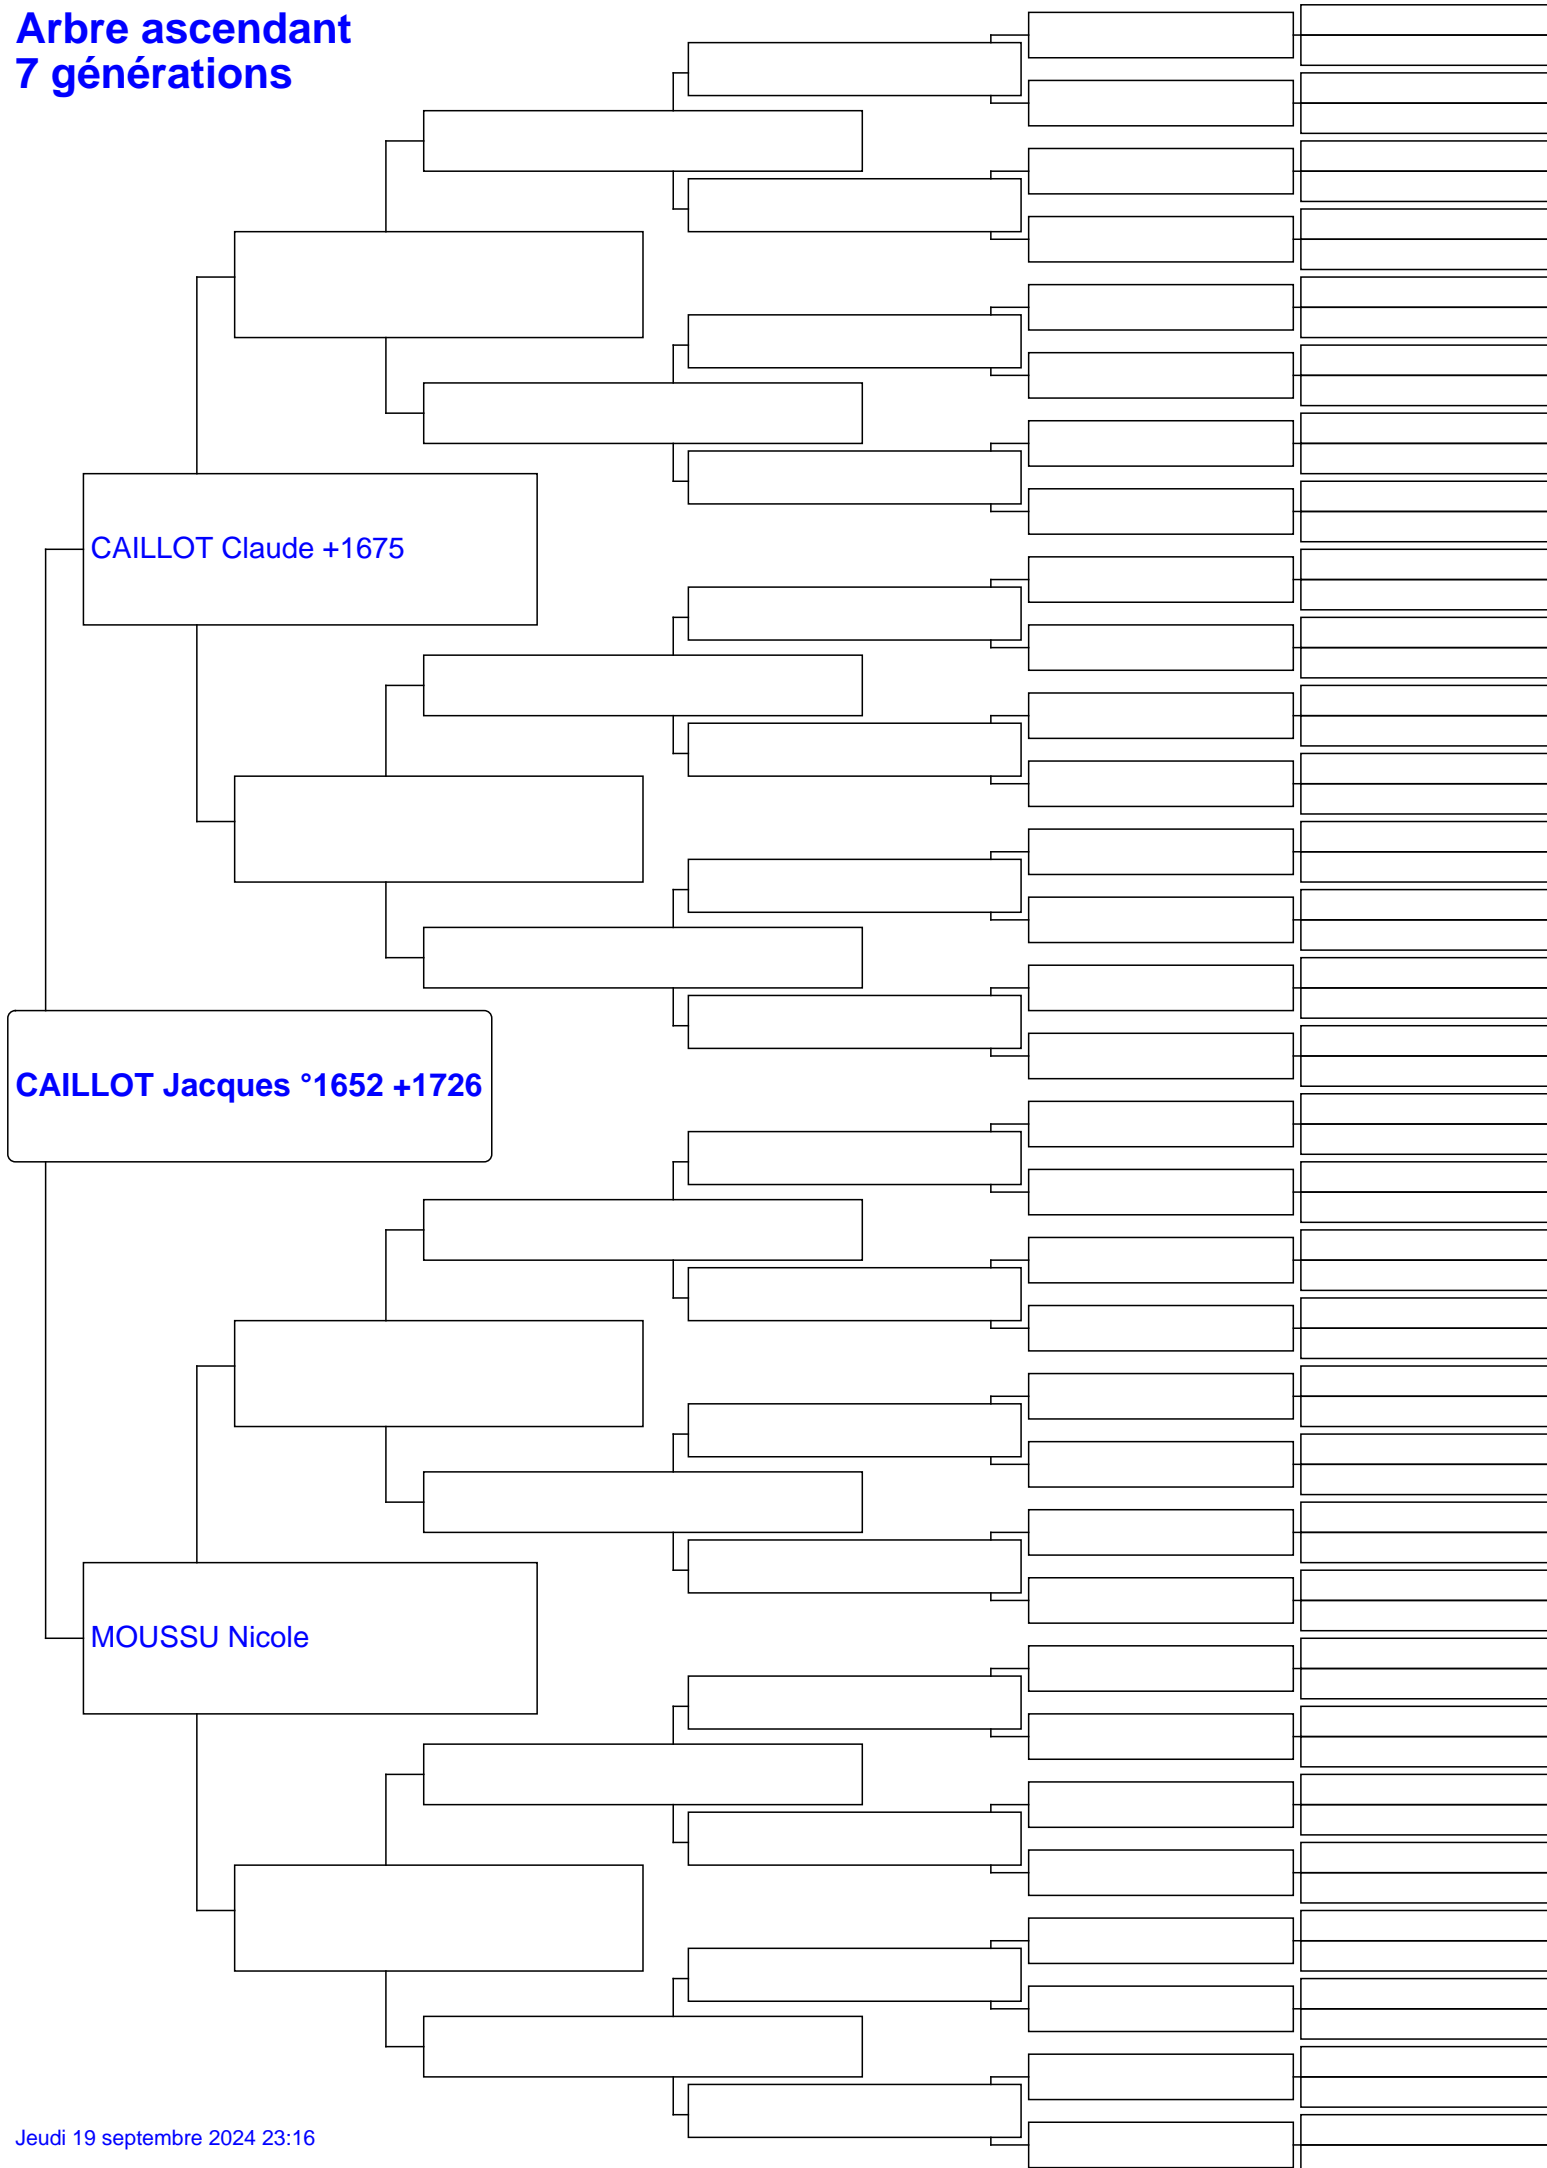 Arbre ascendant
7 générations
CAILLOT Claude +1675
CAILLOT Jacques °1652 +1726
MOUSSU Nicole
Jeudi 19 septembre 2024 23:16